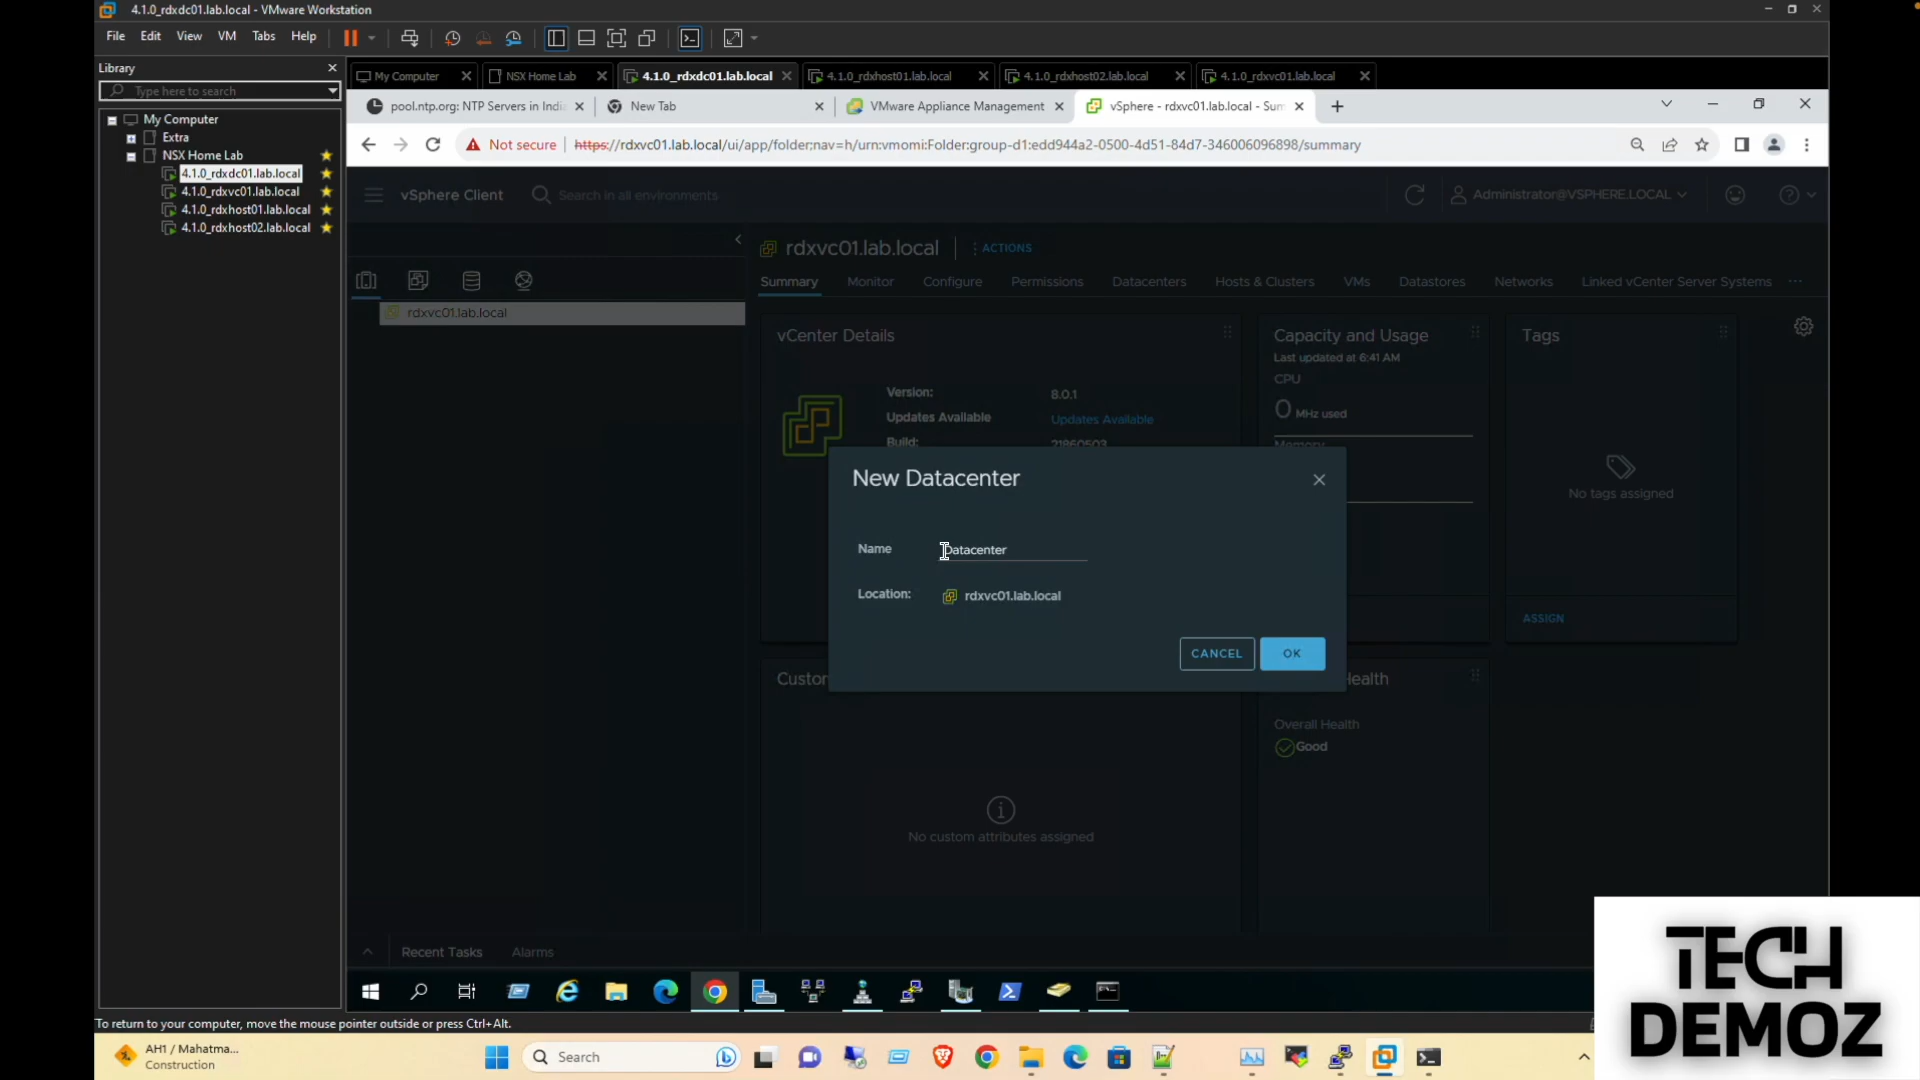 4.1.0_rdxdc01.lab.local - VMware Workstation
File Edit View VM Tabs Help
Library
Type here to search
My Computer
Extra
NSX Home Lab
4.1.0_rdxdc01.lab.local
4.1.0_rdxvc01.lab.local
4.1.0_rdxhost01.lab.local
4.1.0_rdxhost02.lab.local
My Computer NSX Home Lab 4.1.0_rdxdc01.lab.local 4.1.0_rdxhost01.lab.local 4.1.0_rdxhost02.lab.local 4.1.0_rdxvc01.lab.local
pool.ntp.org: NTP Servers in India New Tab VMware Appliance Management vSphere - rdxvc01.lab.local - Sum
Not secure https://rdxvc01.lab.local/ui/app/folder;nav=h/urn:vmomi:Folder:group-d1:edd944a2-0500-4d51-84d7-346006096898/summary
vSphere Client Search in all environments Administrator@VSPHERE.LOCAL
rdxvc01.lab.local
rdxvc01.lab.local ACTIONS
Summary Monitor Configure Permissions Datacenters Hosts & Clusters VMs Datastores Networks Linked vCenter Server Systems
vCenter Details
Version: 8.0.1
Updates Available Updates Available
Build: 21860503
Capacity and Usage
Last updated at 6:41 AM
CPU
0 MHz used
Memory
Tags
No tags assigned
ASSIGN
New Datacenter
Name Datacenter
Location: rdxvc01.lab.local
CANCEL OK
Custom
No custom attributes assigned
Health
Overall Health
Good
Recent Tasks Alarms
To return to your computer, move the mouse pointer outside or press Ctrl+Alt.
AH1 / Mahatma...
Construction
Search
TECH
DEMOZ